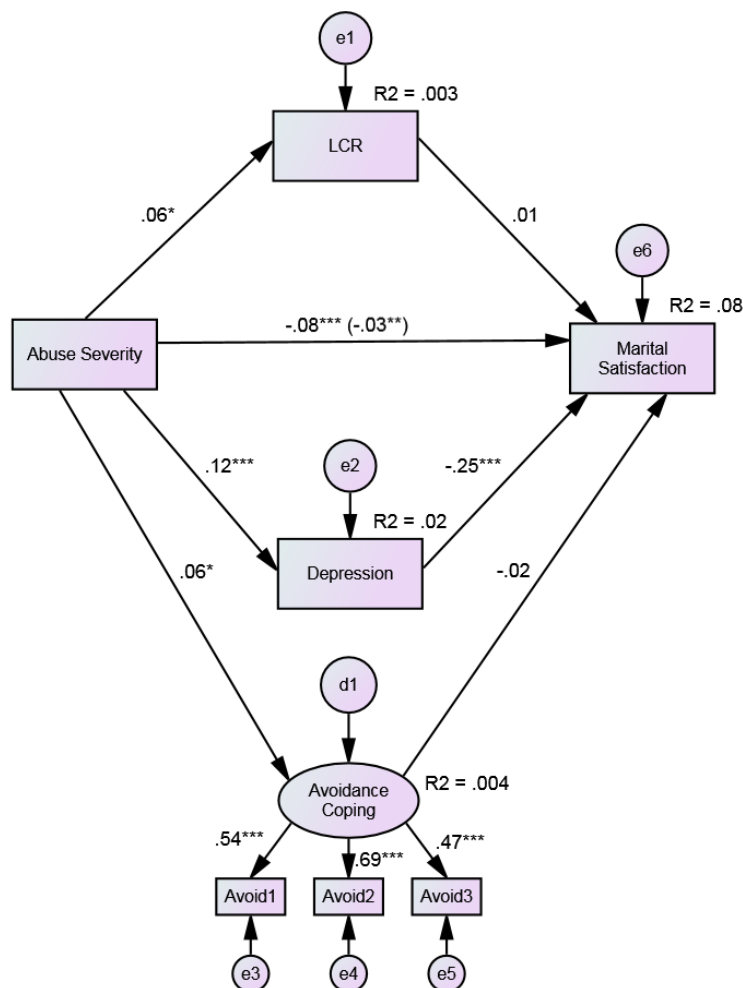 e1
R2 = .003
LCR
.06*
.01
e6
R2 = .08
-.08*** (-.03**)
Abuse Severity
Marital
Satisfaction
.12***
e2
-.25***
R2 = .02
.06*
Depression
-.02
d1
Avoidance
Coping
R2 = .004
.54***
.69***
.47***
Avoid1
Avoid2
Avoid3
e3
e4
e5